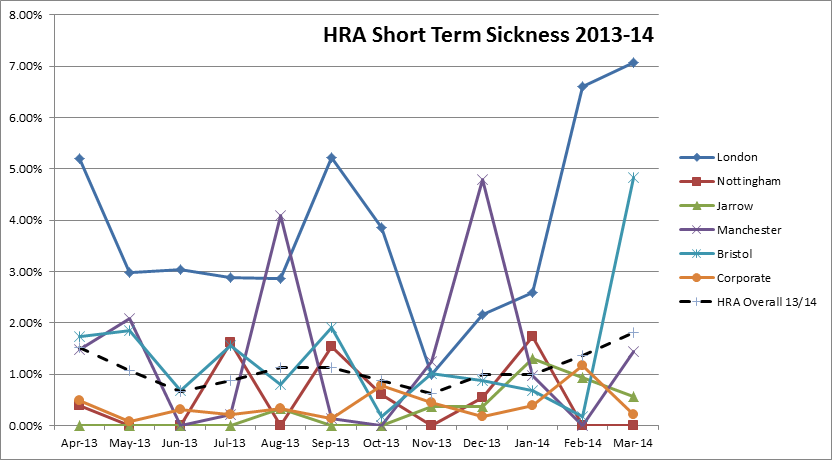 HRA Short Term Sickness 2013-14
8.00%
7.00%
6.00%
5.00%
4.00%
3.00%
2.00%
1.00%
0.00%
Apr-13 May-13 Jun-13 Jul-13 Aug-13 Sep-13 Oct-13 Nov-13 Dec-13 Jan-14 Feb-14 Mar-14
London
Nottingham
Jarrow
Manchester
Bristol
Corporate
HRA Overall 13/14